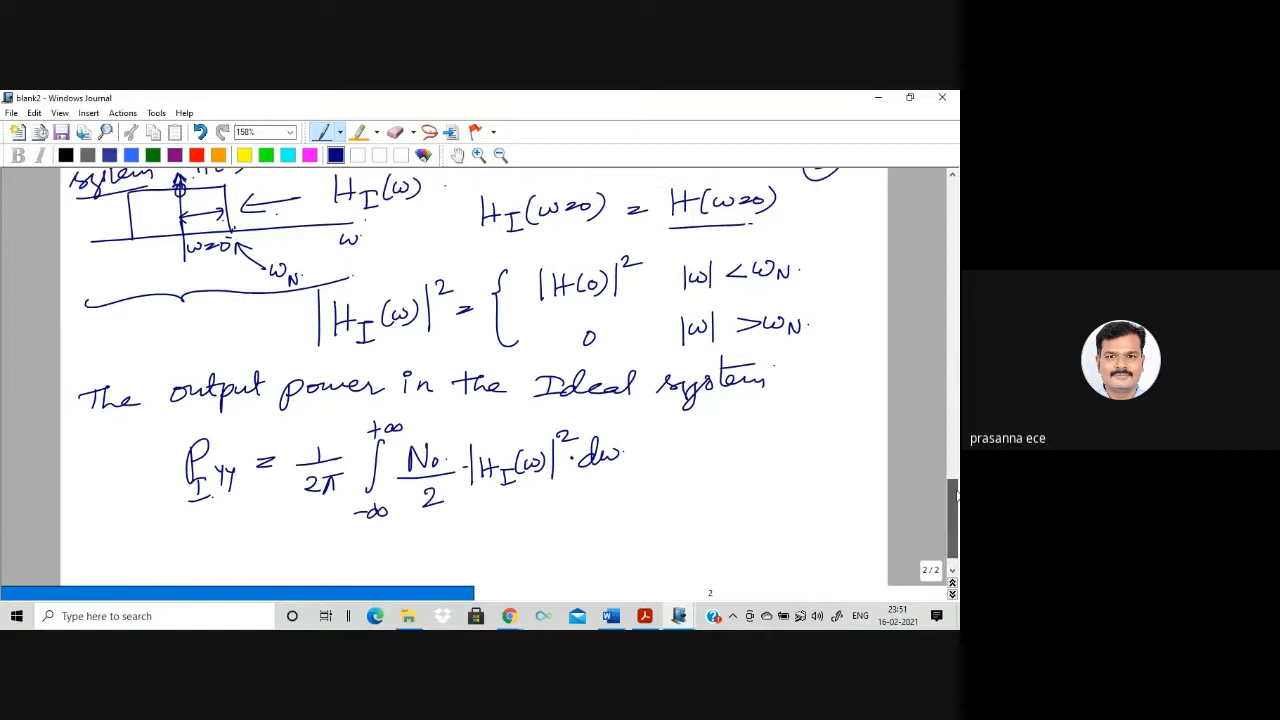 blank2 - Windows Journal
File Edit View Insert Actions Tools Help
158%
B I
system
H_I(ω)
H_I(ω=0) = H(ω=0)
ω=0
ω
ω_N
|H_I(ω)|² = { |H(0)|² |ω| < ω_N.
0 |ω| > ω_N.
The output power in the Ideal system
P_I yy = 1/2π ∫_{-∞}^{+∞} N₀/2 · |H_I(ω)|² · dω
prasanna ece
2 / 2
2
Type here to search
ENG
23:51
16-02-2021